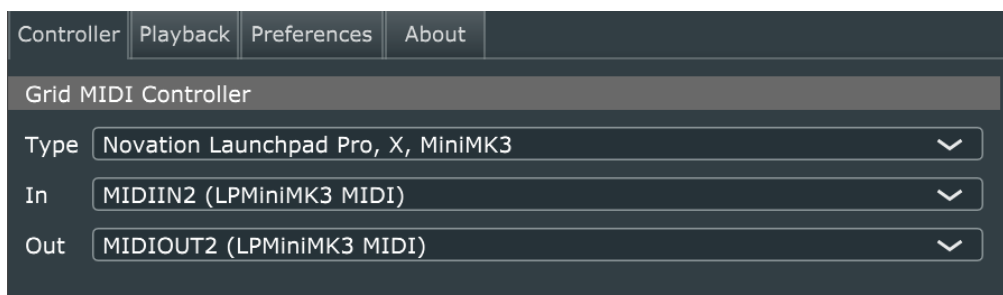 Controller Playback Preferences About
Grid MIDI Controller
Type Novation Launchpad Pro, X, MiniMK3
In MIDIIN2 (LPMiniMK3 MIDI)
Out MIDIOUT2 (LPMiniMK3 MIDI)